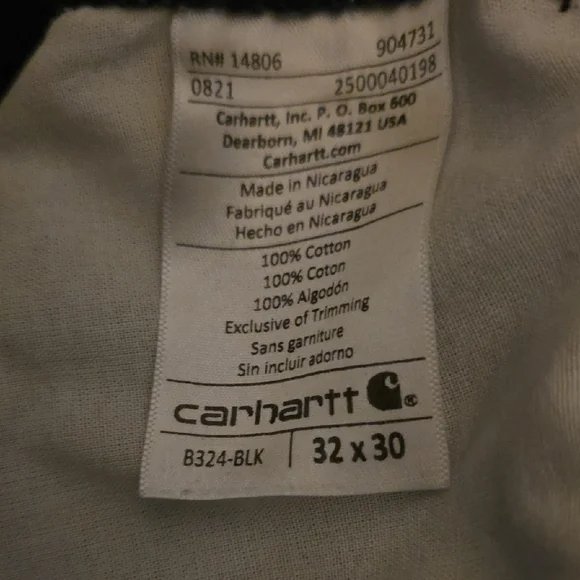 RN# 14806 904731
0821 2500040198
Carhartt, Inc. P. O. Box 600
Dearborn, MI 48121 USA
Carhartt.com
Made in Nicaragua
Fabriqué au Nicaragua
Hecho en Nicaragua
100% Cotton
100% Coton
100% Algodón
Exclusive of Trimming
Sans garniture
Sin incluir adorno
carhartt ®
B324-BLK | 32 x 30